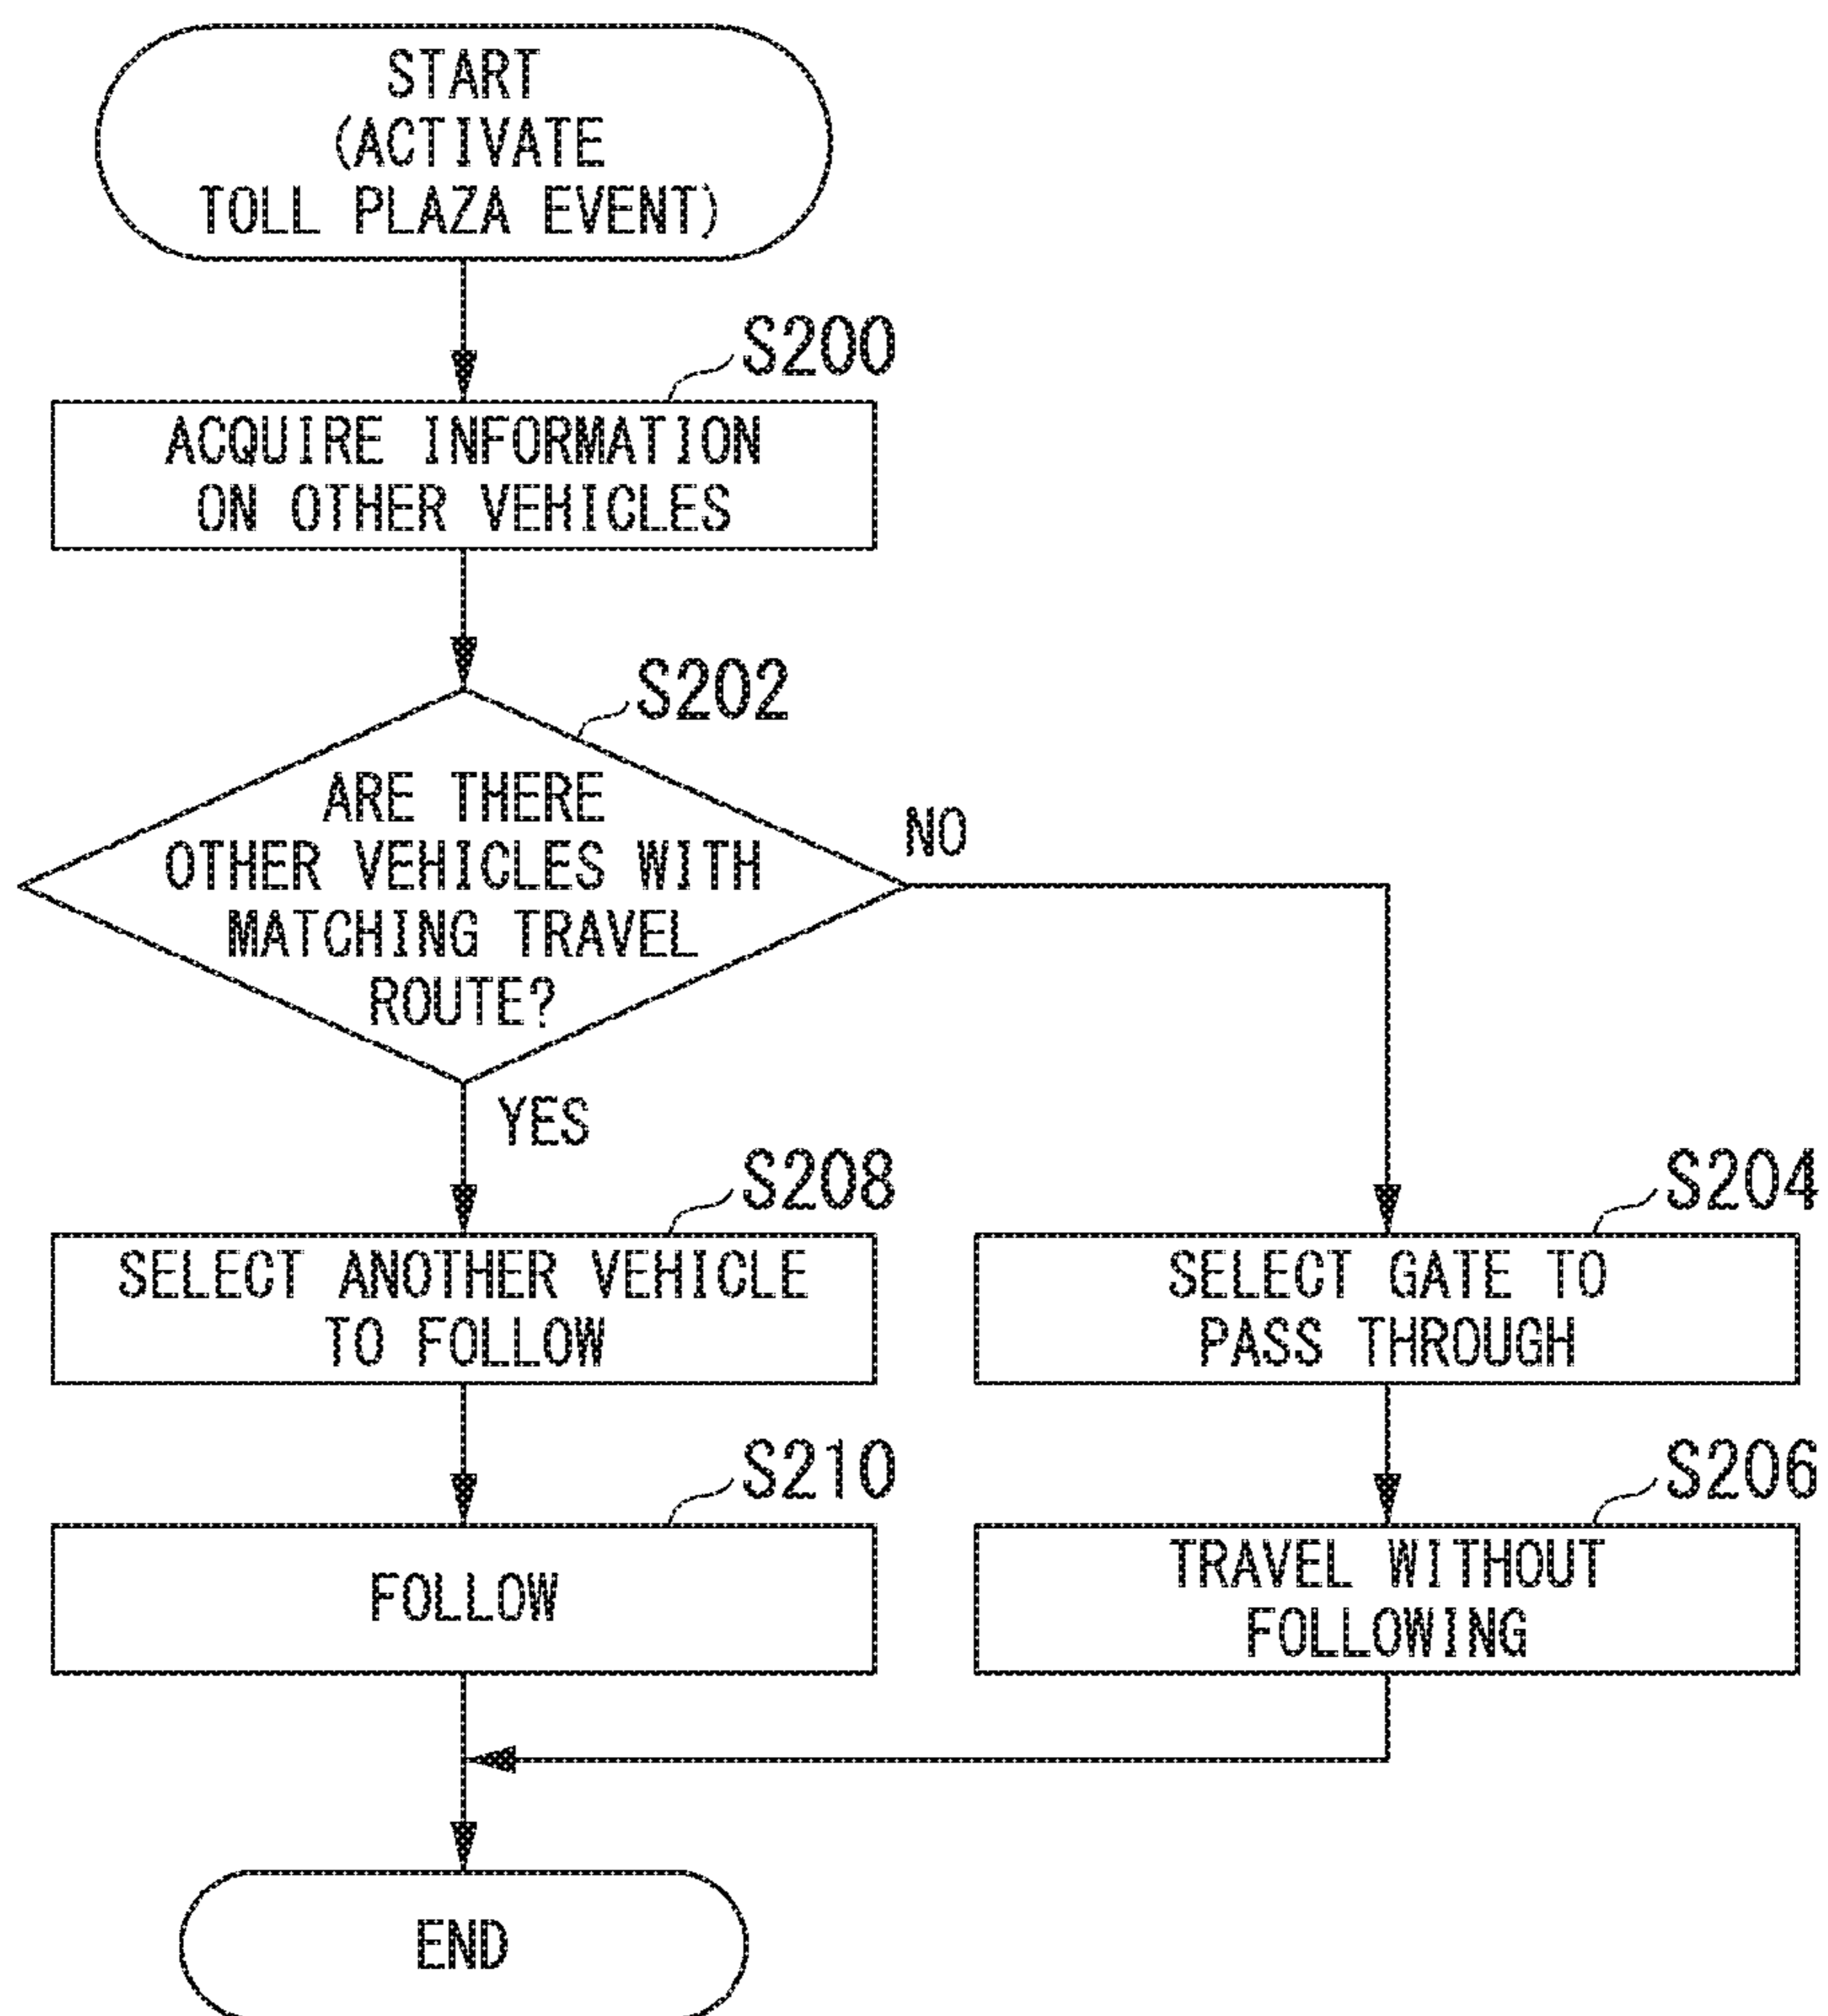 START
(ACTIVATE
TOLL PLAZA EVENT)
S200
ACQUIRE INFORMATION
ON OTHER VEHICLES
S202
ARE THERE
OTHER VEHICLES WITH
MATCHING TRAVEL
ROUTE?
NO
YES
S208
SELECT ANOTHER VEHICLE
TO FOLLOW
S204
SELECT GATE TO
PASS THROUGH
S210
FOLLOW
S206
TRAVEL WITHOUT
FOLLOWING
END